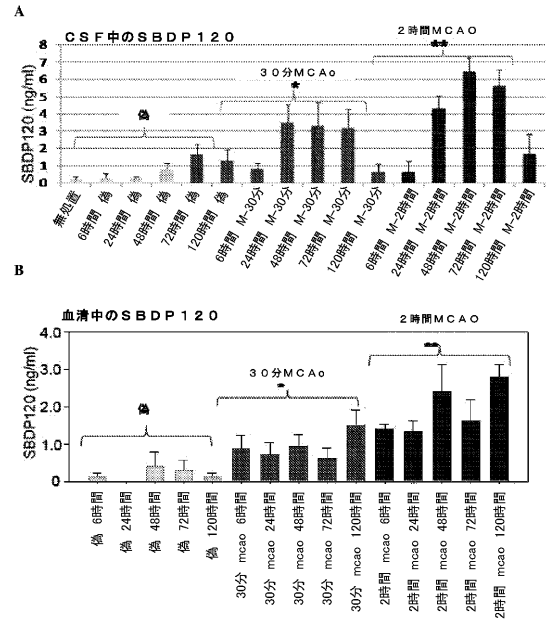 A
CSF中のSBDP120
2時間MCAO
**
30分MCAo
*
偽
SBDP120 (ng/ml)
8
7
6
5
4
3
2
1
0
無処置
6時間 偽
24時間 偽
48時間 偽
72時間 偽
120時間 偽
6時間 M-30分
24時間 M-30分
48時間 M-30分
72時間 M-30分
120時間 M-30分
6時間 M-2時間
24時間 M-2時間
48時間 M-2時間
72時間 M-2時間
120時間 M-2時間
B
血清中のSBDP120
2時間MCAO
**
30分MCAo
*
偽
SBDP120 (ng/ml)
4.0
3.0
2.0
1.0
0
偽 6時間
偽 24時間
偽 48時間
偽 72時間
偽 120時間
30分 mcao 6時間
30分 mcao 24時間
30分 mcao 48時間
30分 mcao 72時間
30分 mcao 120時間
2時間 mcao 6時間
2時間 mcao 24時間
2時間 mcao 48時間
2時間 mcao 72時間
2時間 mcao 120時間